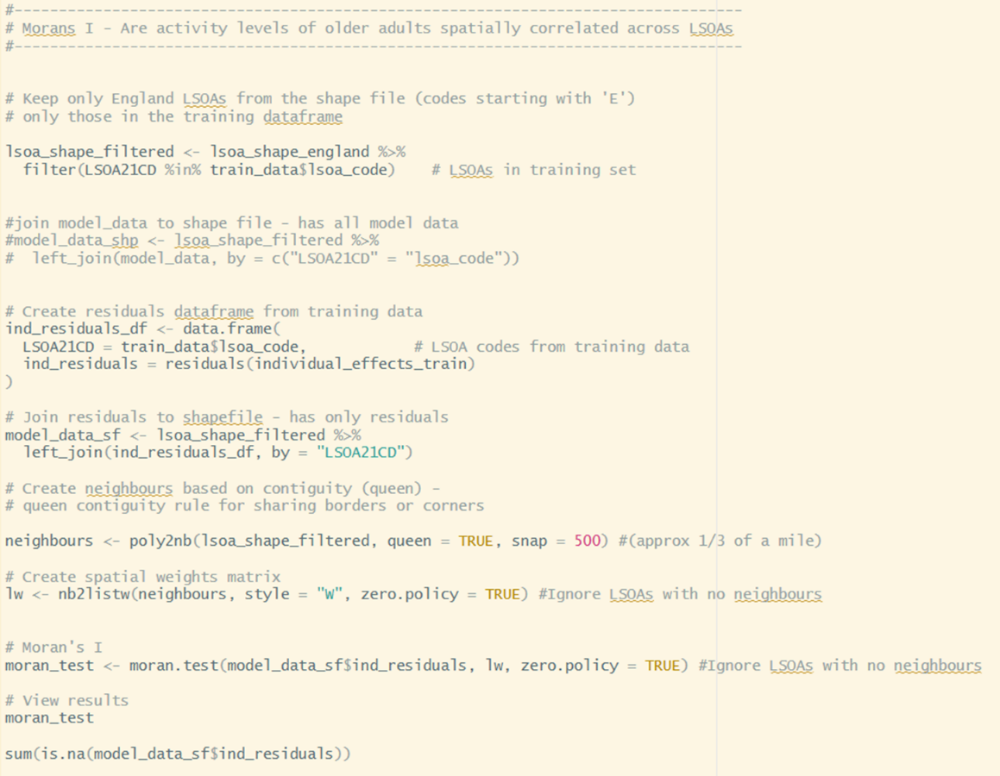 #----------------------------------------------------------------------------------
# Morans I - Are activity levels of older adults spatially correlated across LSOAs
#----------------------------------------------------------------------------------
# Keep only England LSOAs from the shape file (codes starting with 'E')
# only those in the training dataframe
lsoa_shape_filtered <- lsoa_shape_england %>%
  filter(LSOA21CD %in% train_data$lsoa_code)    # LSOAs in training set
#join model_data to shape file - has all model data
#model_data_shp <- lsoa_shape_filtered %>%
#  left_join(model_data, by = c("LSOA21CD" = "lsoa_code"))
# Create residuals dataframe from training data
ind_residuals_df <- data.frame(
  LSOA21CD = train_data$lsoa_code,            # LSOA codes from training data
  ind_residuals = residuals(individual_effects_train)
)
# Join residuals to shapefile - has only residuals
model_data_sf <- lsoa_shape_filtered %>%
  left_join(ind_residuals_df, by = "LSOA21CD")
# Create neighbours based on contiguity (queen) -
# queen contiguity rule for sharing borders or corners
neighbours <- poly2nb(lsoa_shape_filtered, queen = TRUE, snap = 500) #(approx 1/3 of a mile)
# Create spatial weights matrix
lw <- nb2listw(neighbours, style = "W", zero.policy = TRUE) #Ignore LSOAs with no neighbours
# Moran's I
moran_test <- moran.test(model_data_sf$ind_residuals, lw, zero.policy = TRUE) #Ignore LSOAs with no neighbours
# View results
moran_test
sum(is.na(model_data_sf$ind_residuals))